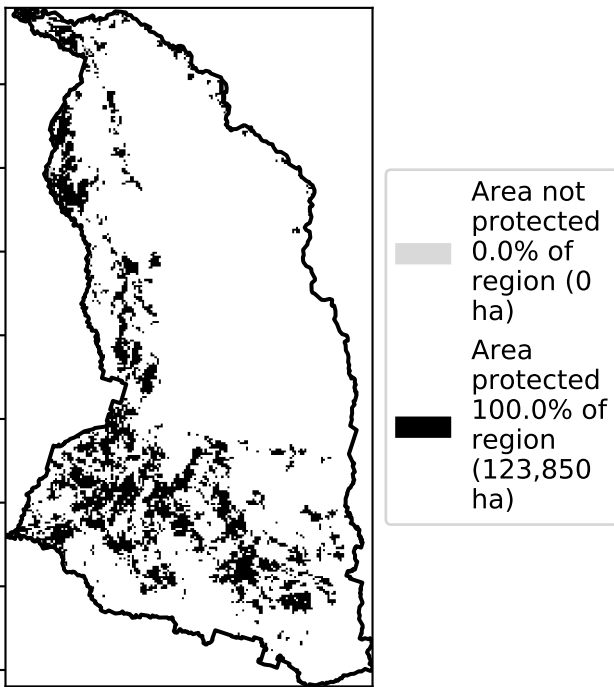 Area not
protected
0.0% of
region (0
ha)
Area
protected
100.0% of
region
(123,850
ha)